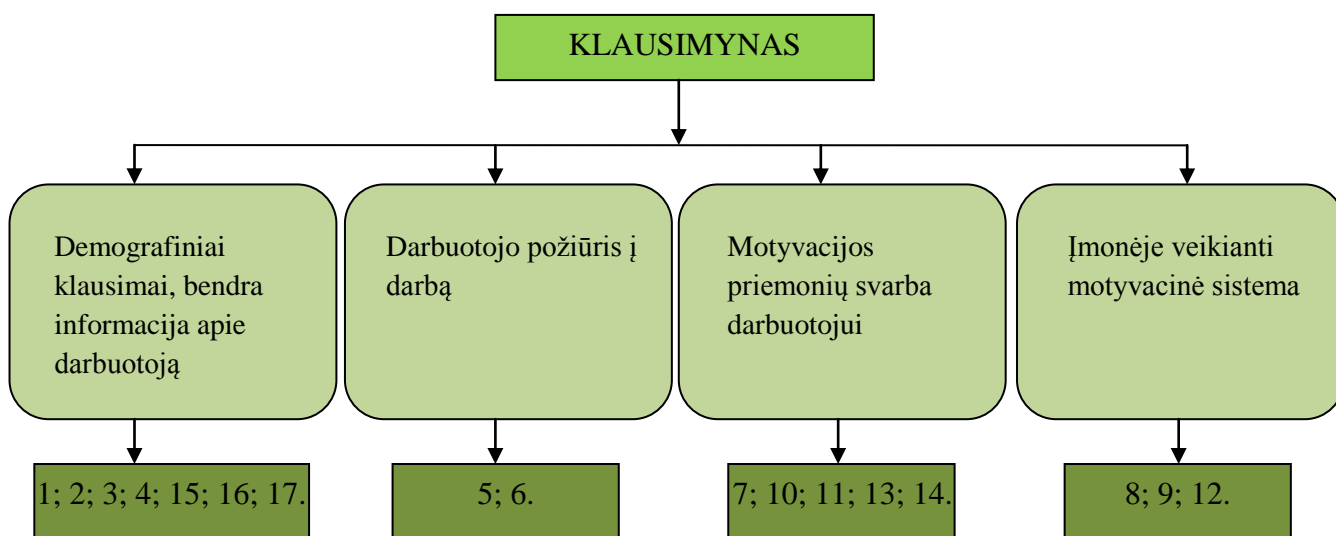 KLAUSIMYNAS
Demografiniai
klausimai, bendra
informacija apie
darbuotoją
Darbuotojo požiūris į
darbą
Motyvacijos
priemonių svarba
darbuotojui
Įmonėje veikianti
motyvacinė sistema
1; 2; 3; 4; 15; 16; 17.
5; 6.
7; 10; 11; 13; 14.
8; 9; 12.